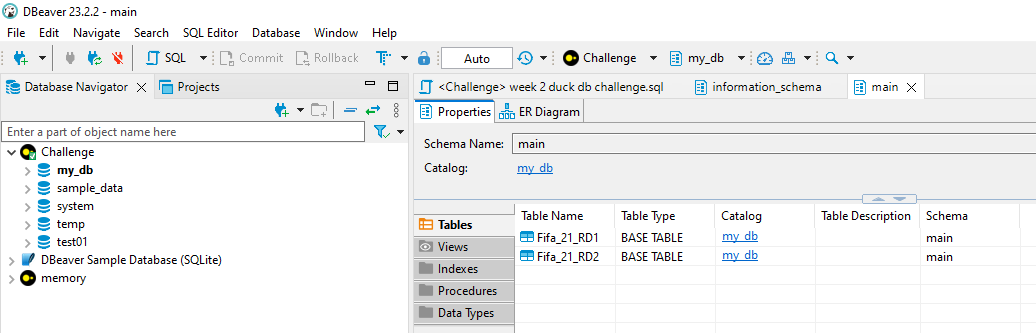 DBeaver 23.2.2 - main
File Edit Navigate Search SQL Editor Database Window Help
SQL Commit Rollback Auto Challenge my_db
Database Navigator Projects
Enter a part of object name here
Challenge
my_db
sample_data
system
temp
test01
DBeaver Sample Database (SQLite)
memory
<Challenge> week 2 duck db challenge.sql information_schema main
Properties ER Diagram
Schema Name: main
Catalog: my_db
Tables
Views
Indexes
Procedures
Data Types
Table Name Table Type Catalog Table Description Schema
Fifa_21_RD1 BASE TABLE my_db main
Fifa_21_RD2 BASE TABLE my_db main